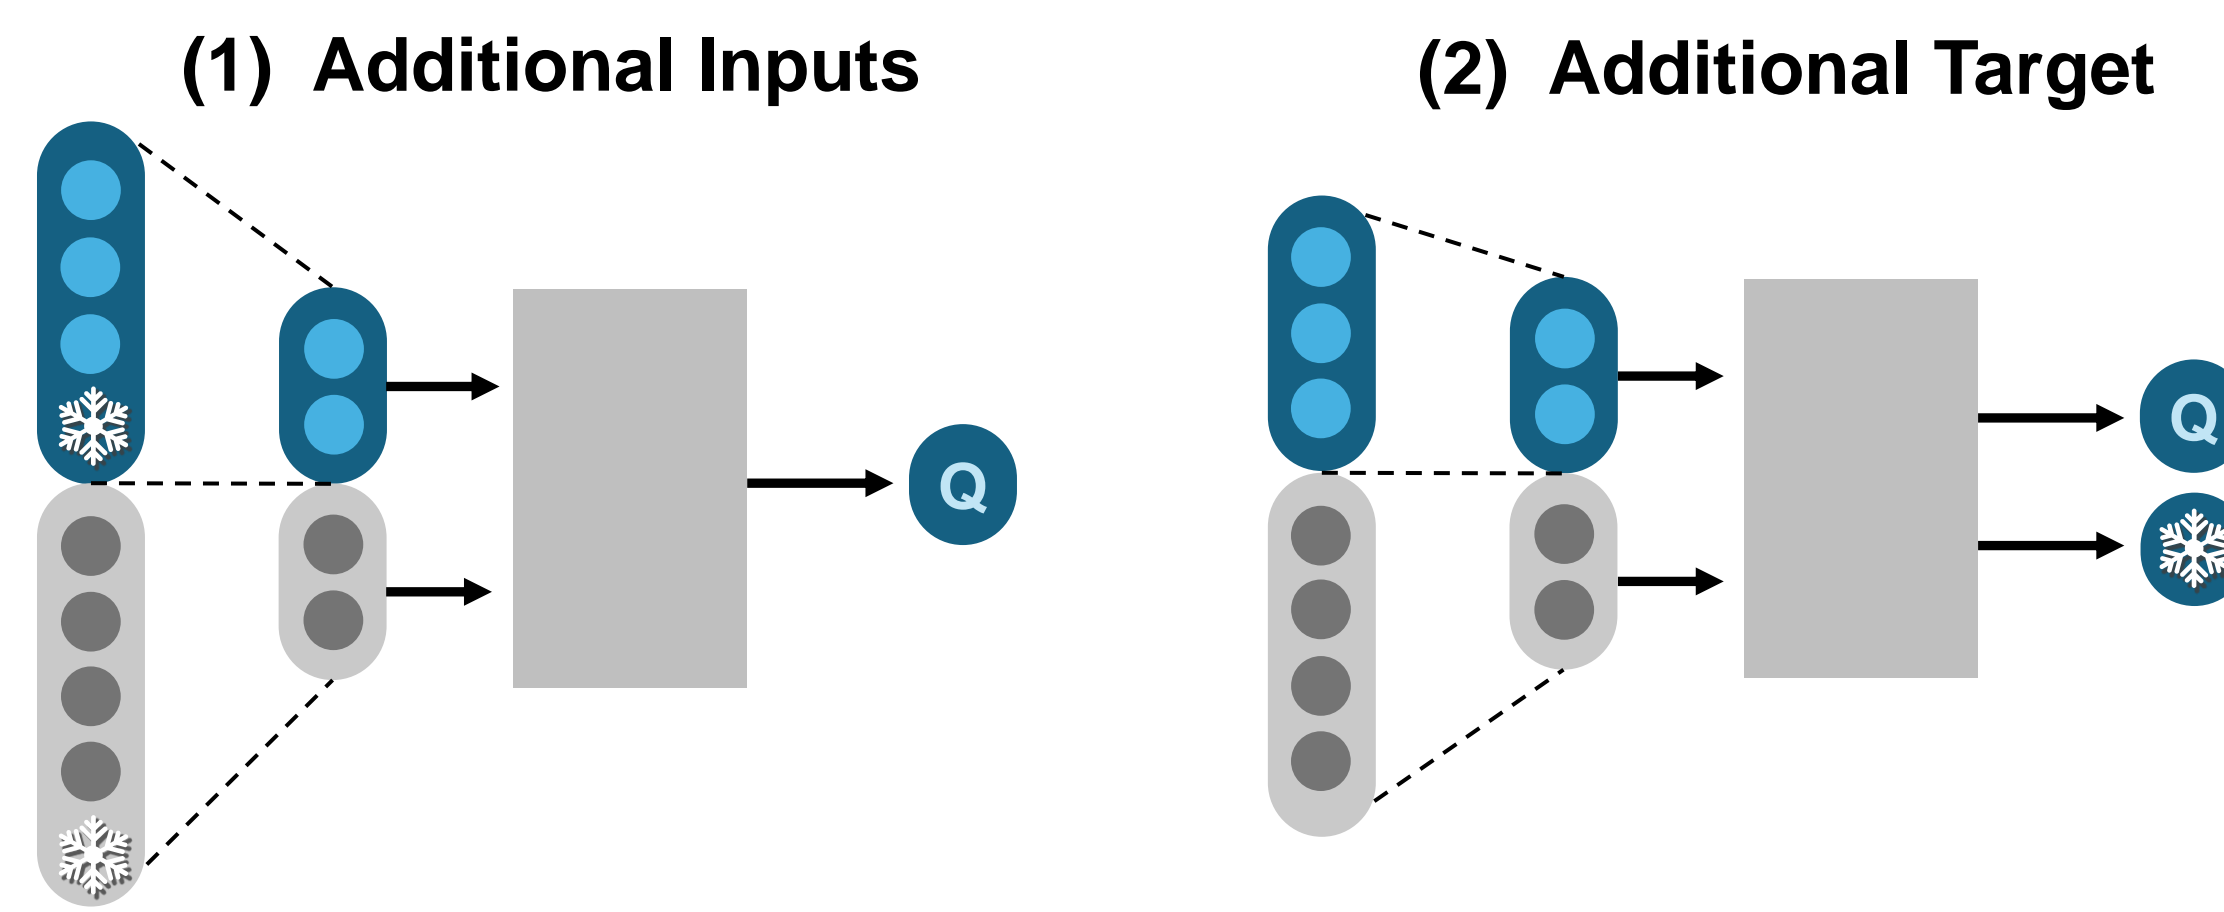 (1) Additional Inputs
(2) Additional Target
Q
Q